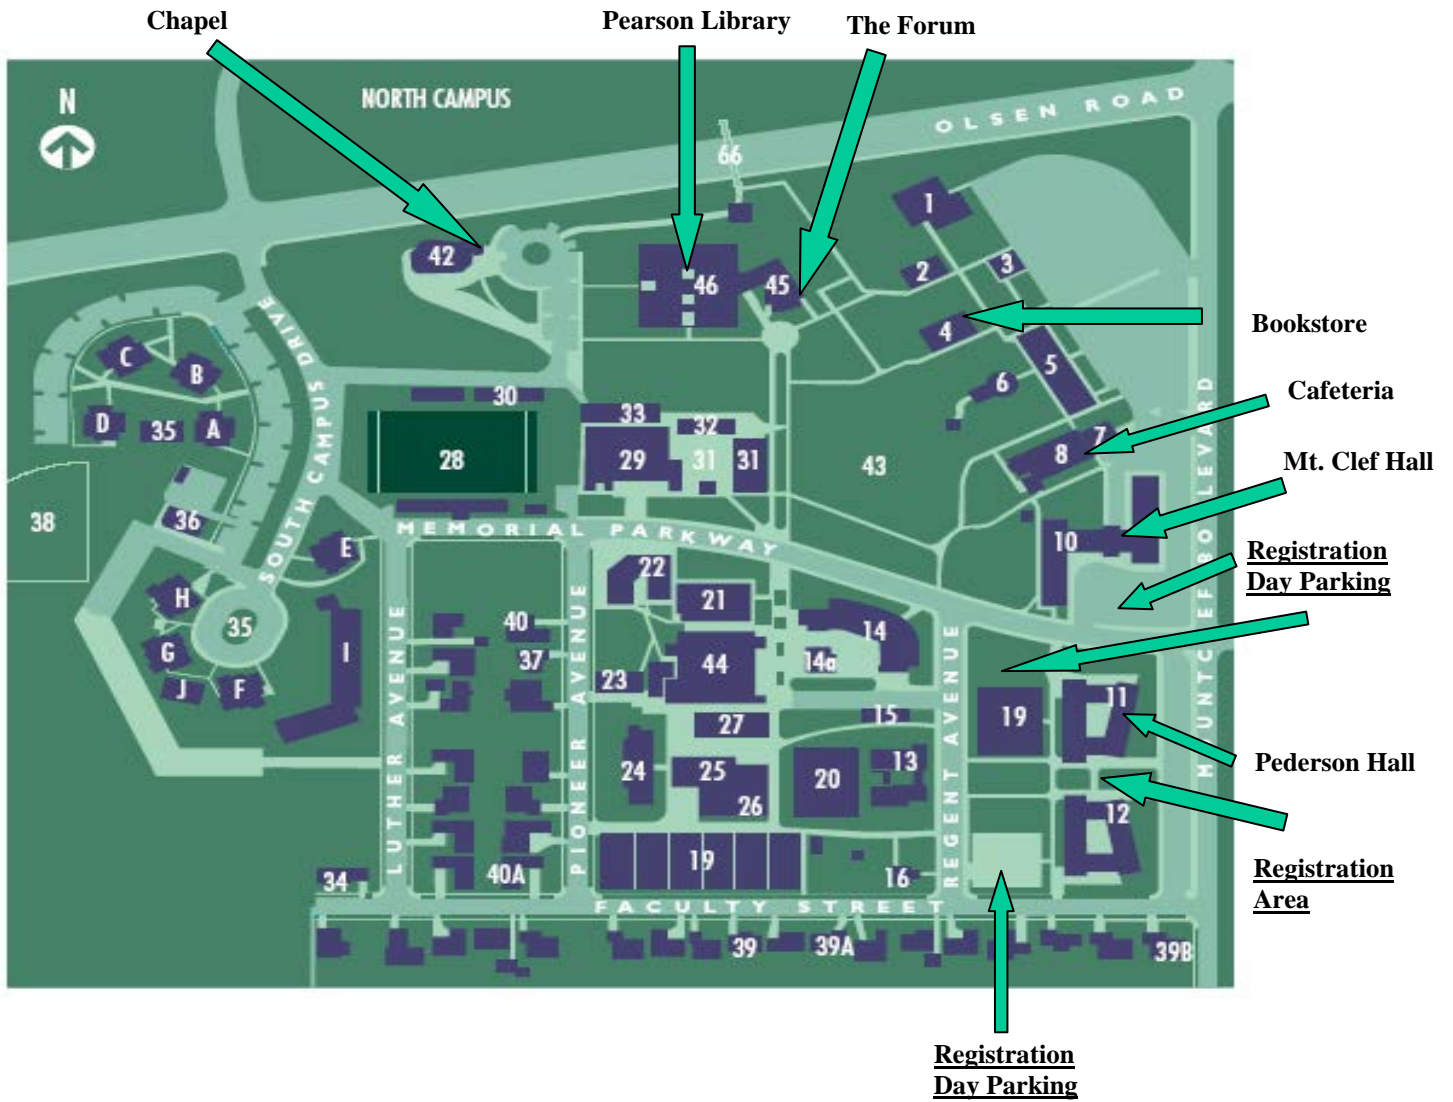 Chapel
Pearson Library
The Forum
N
NORTH CAMPUS
OLSEN ROAD
66
1
42
46
45
2
3
Bookstore
4
5
SOUTH CAMPUS DRIVE
C
B
6
Cafeteria
30
D
35
A
33
32
7
28
29
31
31
43
8
Mt. Clef Hall
MOUNTCLEF BOULEVARD
38
36
MEMORIAL PARKWAY
10
E
Registration
Day Parking
22
H
21
40
35
14
LUTHER AVENUE
PIONEER AVENUE
REGENT AVENUE
G
I
37
44
14a
J
F
23
11
19
15
27
Pederson Hall
24
25
13
20
26
12
19
34
40A
16
Registration
Area
FACULTY STREET
39
39A
39B
Registration
Day Parking